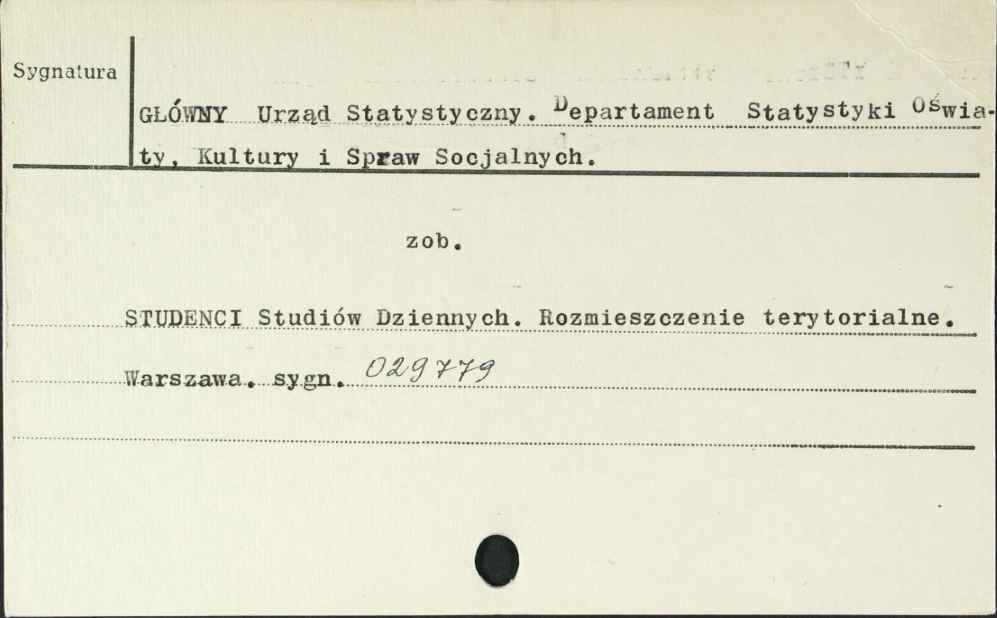 Sygnatura
GŁÓWNY Urząd Statystyczny. Departament Statystyki Oświa-
ty, Kultury i Spraw Socjalnych.
zob.
STUDENCI Studiów Dziennych. Rozmieszczenie terytorialne.
Warszawa. sygn. 029779